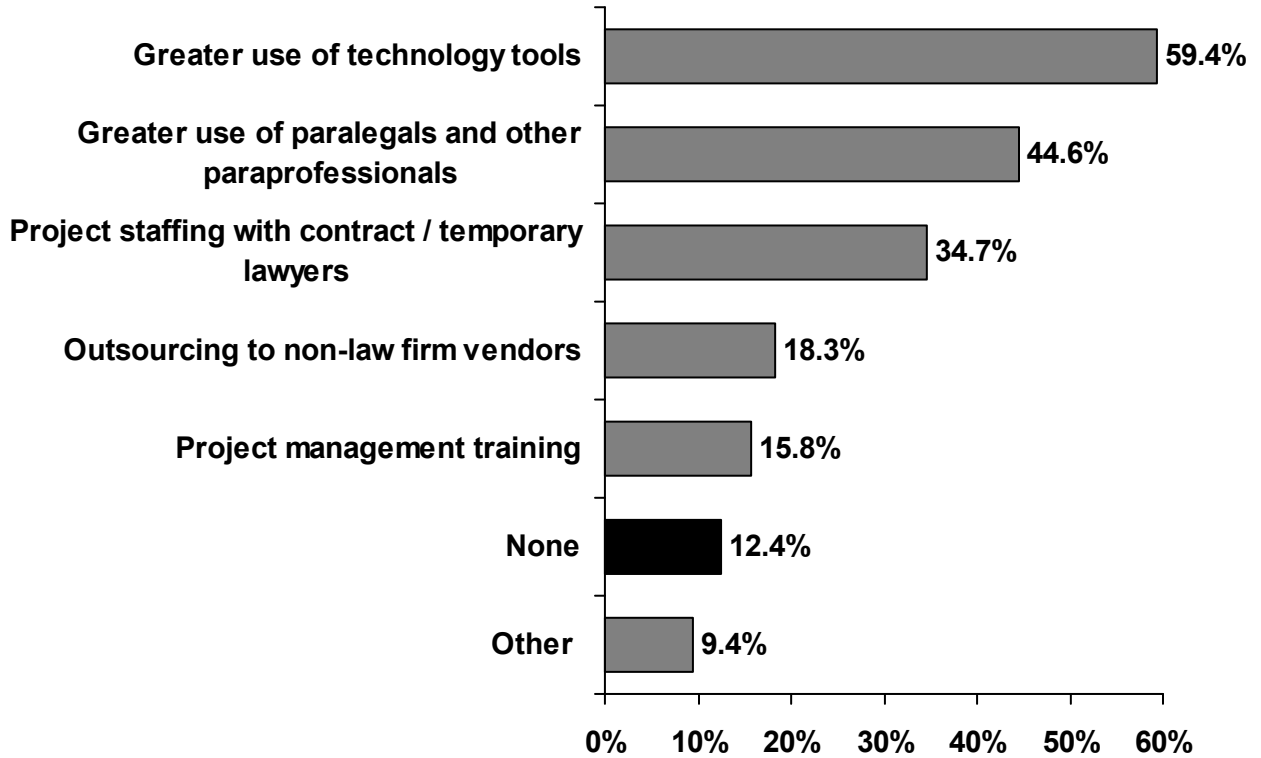 Greater use of technology tools
59.4%
Greater use of paralegals and other
paraprofessionals
44.6%
Project staffing with contract / temporary
lawyers
34.7%
Outsourcing to non-law firm vendors
18.3%
Project management training
15.8%
None
12.4%
Other
9.4%
0% 10% 20% 30% 40% 50% 60%